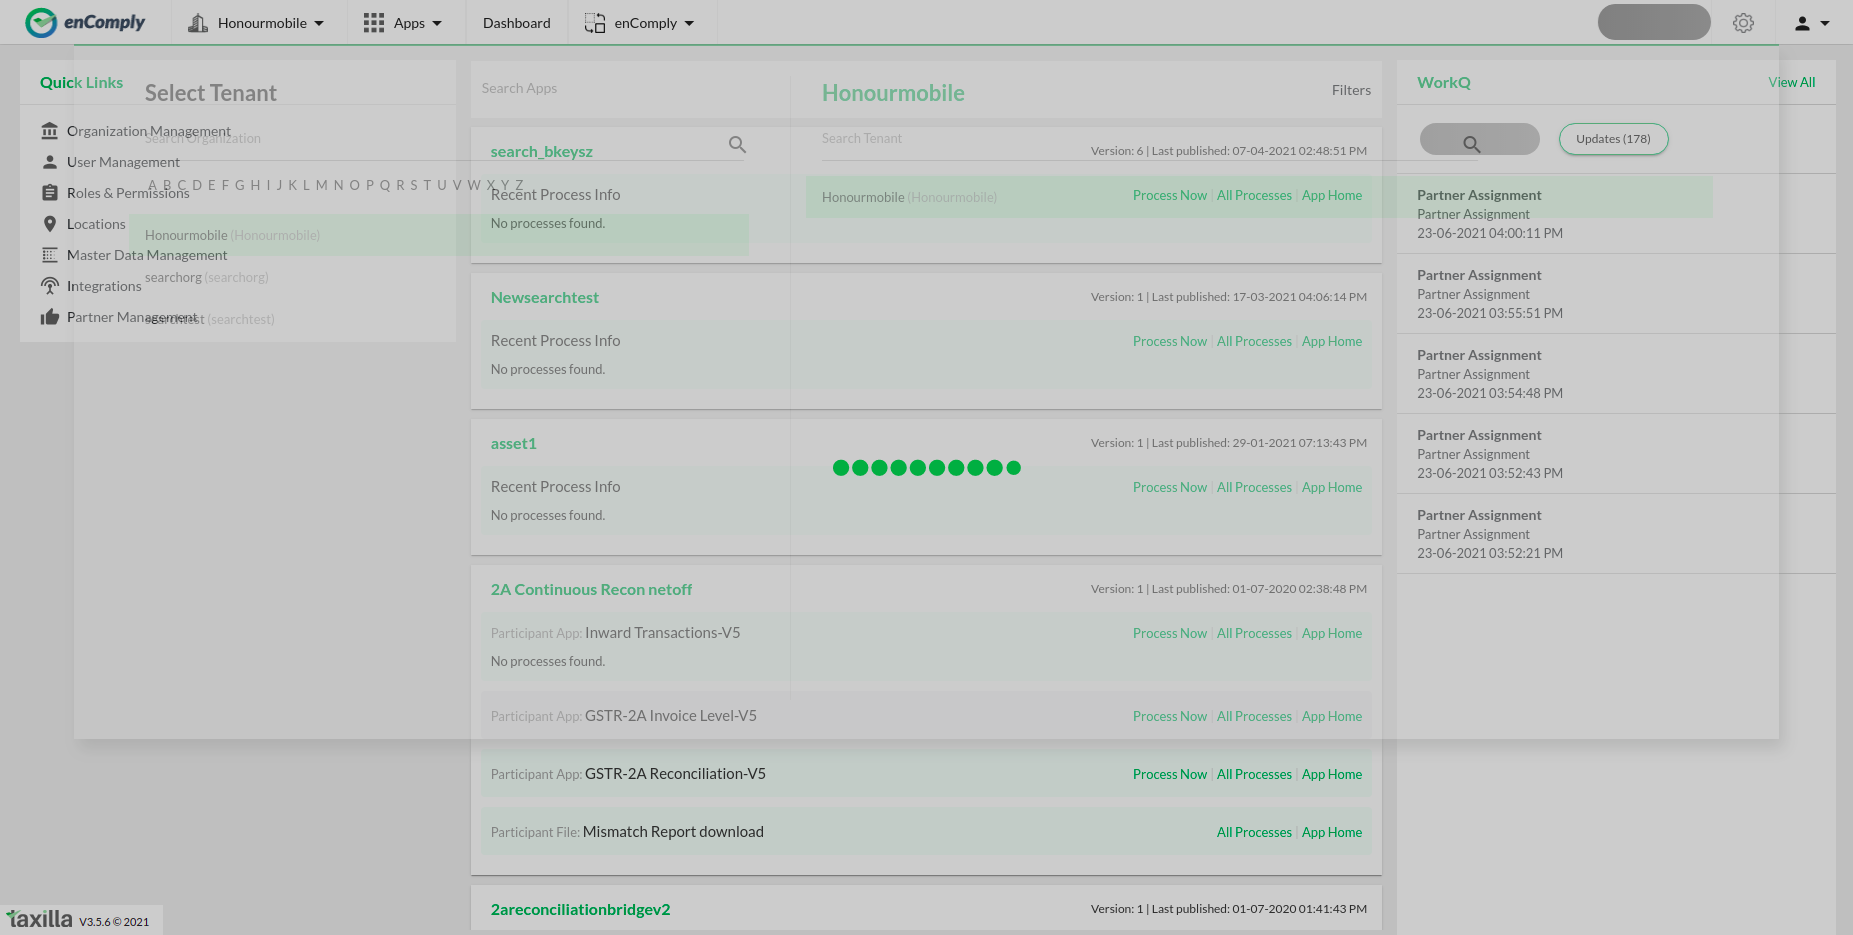 enComply
Honourmobile
Apps
Dashboard
enComply
Quick Links
Organization Management
User Management
Roles & Permissions
Locations
Master Data Management
Integrations
Partner Management
Select Tenant
Search Organization
A B C D E F G H I J K L M N O P Q R S T U V W X Y Z
Honourmobile (Honourmobile)
searchorg (searchorg)
searchtest (searchtest)
Honourmobile
Search Tenant
Honourmobile (Honourmobile)
Search Apps
Filters
search_bkeysz
Version: 6 | Last published: 07-04-2021 02:48:51 PM
Recent Process Info
Process Now | All Processes | App Home
No processes found.
Newsearchtest
Version: 1 | Last published: 17-03-2021 04:06:14 PM
Recent Process Info
Process Now | All Processes | App Home
No processes found.
asset1
Version: 1 | Last published: 29-01-2021 07:13:43 PM
Recent Process Info
Process Now | All Processes | App Home
No processes found.
2A Continuous Recon netoff
Version: 1 | Last published: 01-07-2020 02:38:48 PM
Participant App: Inward Transactions-V5
Process Now | All Processes | App Home
No processes found.
Participant App: GSTR-2A Invoice Level-V5
Process Now | All Processes | App Home
Participant App: GSTR-2A Reconciliation-V5
Process Now | All Processes | App Home
Participant File: Mismatch Report download
All Processes | App Home
2areconciliationbridgev2
Version: 1 | Last published: 01-07-2020 01:41:43 PM
WorkQ
View All
Updates (178)
Partner Assignment
Partner Assignment
23-06-2021 04:00:11 PM
Partner Assignment
Partner Assignment
23-06-2021 03:55:51 PM
Partner Assignment
Partner Assignment
23-06-2021 03:54:48 PM
Partner Assignment
Partner Assignment
23-06-2021 03:52:43 PM
Partner Assignment
Partner Assignment
23-06-2021 03:52:21 PM
taxilla V3.5.6 © 2021